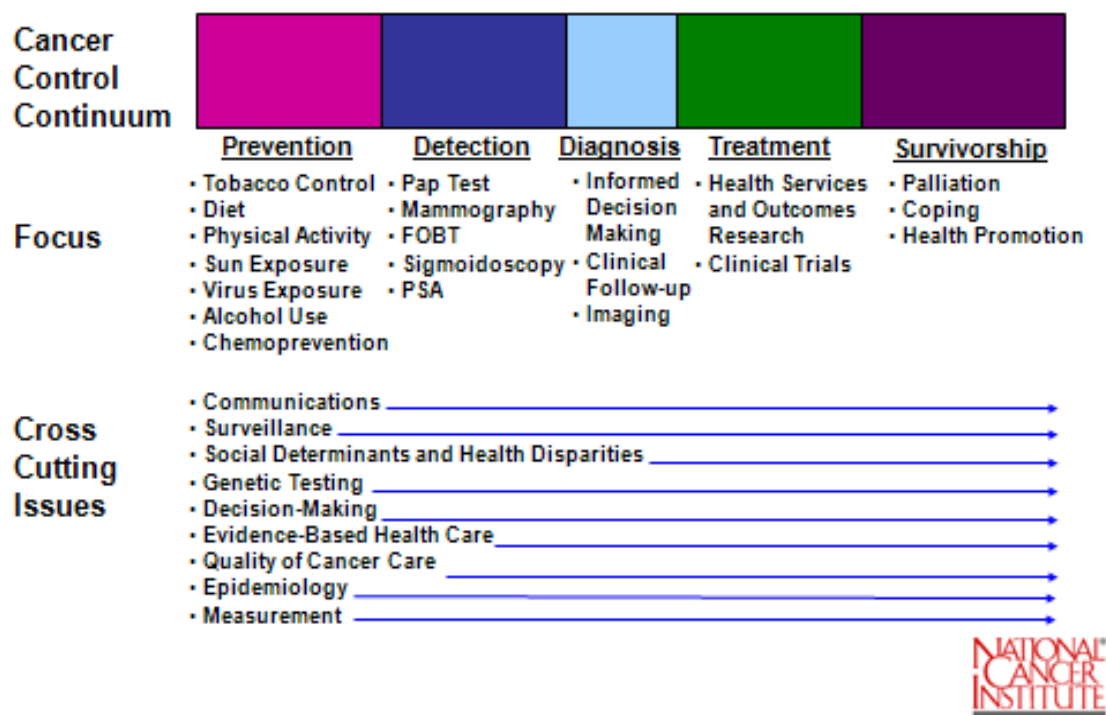 Cancer
Control
Continuum
Prevention
Detection
Diagnosis
Treatment
Survivorship
Focus
· Tobacco Control
· Diet
· Physical Activity
· Sun Exposure
· Virus Exposure
· Alcohol Use
· Chemoprevention
· Pap Test
· Mammography
· FOBT
· Sigmoidoscopy
· PSA
· Informed
Decision
Making
· Clinical
Follow-up
· Imaging
· Health Services
and Outcomes
Research
· Clinical Trials
· Palliation
· Coping
· Health Promotion
Cross
Cutting
Issues
· Communications
· Surveillance
· Social Determinants and Health Disparities
· Genetic Testing
· Decision-Making
· Evidence-Based Health Care
· Quality of Cancer Care
· Epidemiology
· Measurement
NATIONAL
CANCER
INSTITUTE